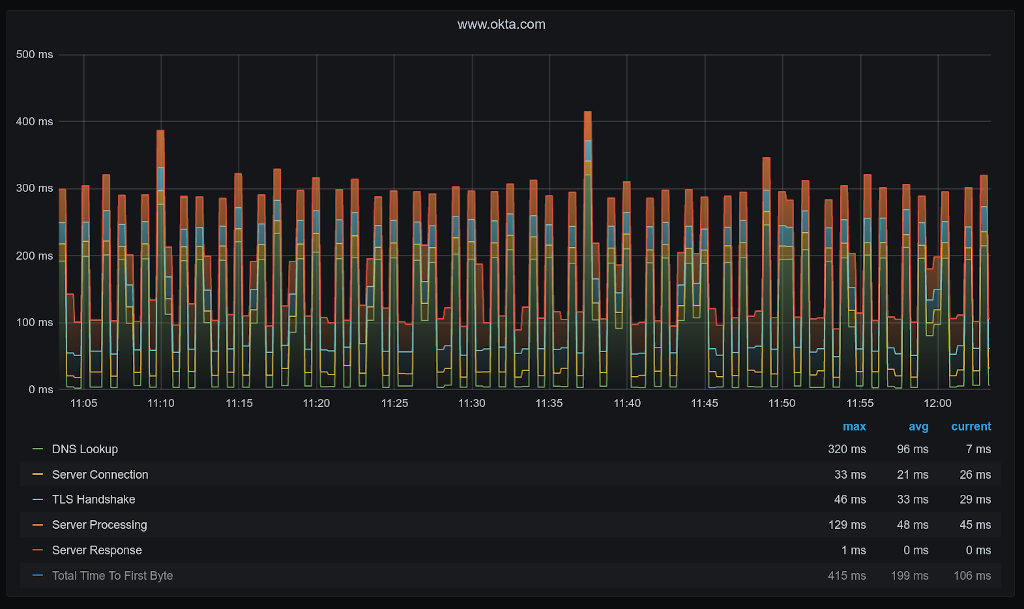 www.okta.com
500 ms
400 ms
300 ms
200 ms
100 ms
0 ms
11:05 11:10 11:15 11:20 11:25 11:30 11:35 11:40 11:45 11:50 11:55 12:00
max avg current
DNS Lookup 320 ms 96 ms 7 ms
Server Connection 33 ms 21 ms 26 ms
TLS Handshake 46 ms 33 ms 29 ms
Server Processing 129 ms 48 ms 45 ms
Server Response 1 ms 0 ms 0 ms
Total Time To First Byte 415 ms 199 ms 106 ms